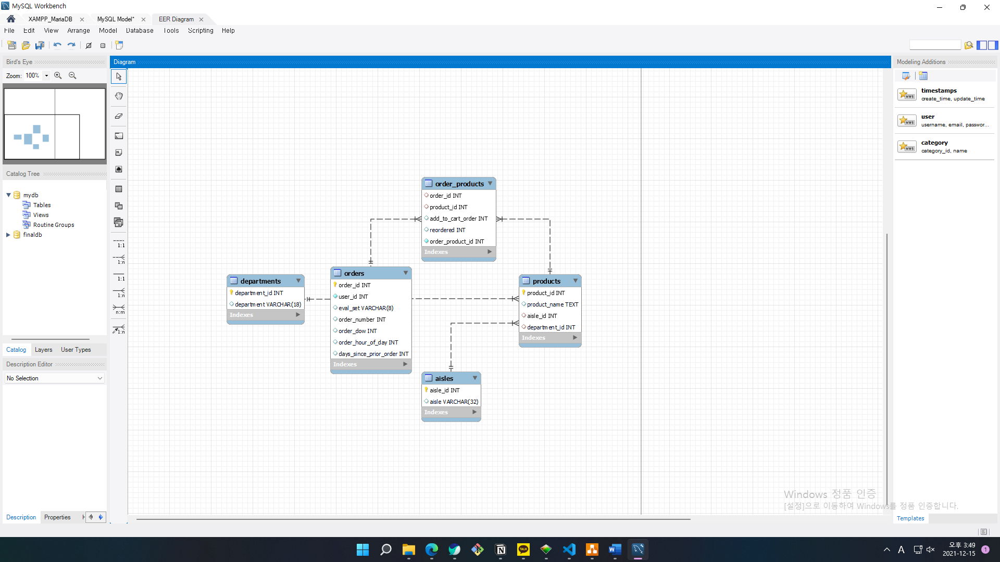 MySQL Workbench
XAMPP_MariaDB
MySQL Model*
EER Diagram
File Edit View Arrange Model Database Tools Scripting Help
Bird's Eye
Zoom: 100%
Catalog Tree
mydb
Tables
Views
Routine Groups
finaldb
Catalog Layers User Types
Description Editor
No Selection
Description Properties H
Diagram
1:1
1:n
1:1
1:n
n:m
1:n
order_products
order_id INT
product_id INT
add_to_cart_order INT
reordered INT
order_product_id INT
Indexes
departments
department_id INT
department VARCHAR(18)
Indexes
orders
order_id INT
user_id INT
eval_set VARCHAR(8)
order_number INT
order_dow INT
order_hour_of_day INT
days_since_prior_order INT
Indexes
products
product_id INT
product_name TEXT
aisle_id INT
department_id INT
Indexes
aisles
aisle_id INT
aisle VARCHAR(32)
Indexes
Modeling Additions
timestamps
create_time, update_time
user
username, email, passwor...
category
category_id, name
Windows 정품 인증
[설정]으로 이동하여 Windows를 정품 인증합니다.
Templates
TALK
A
오후 3:49
2021-12-15
1